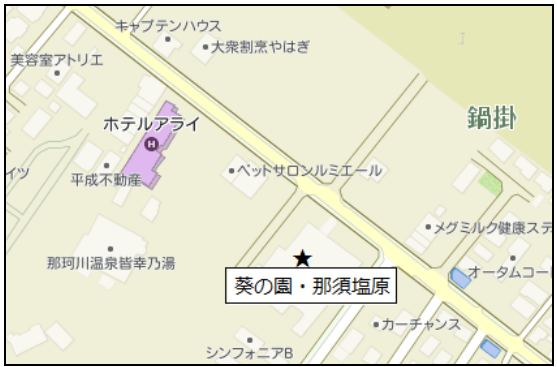 キャプテンハウス
大衆割烹やはぎ
美容室アトリエ
鍋掛
ホテルアライ
H
ペットサロンルミエール
イツ
平成不動産
メグミルク健康ステ
那珂川温泉皆幸乃湯
オータムコー
葵の園・那須塩原
カーチャンス
シンフォニアB